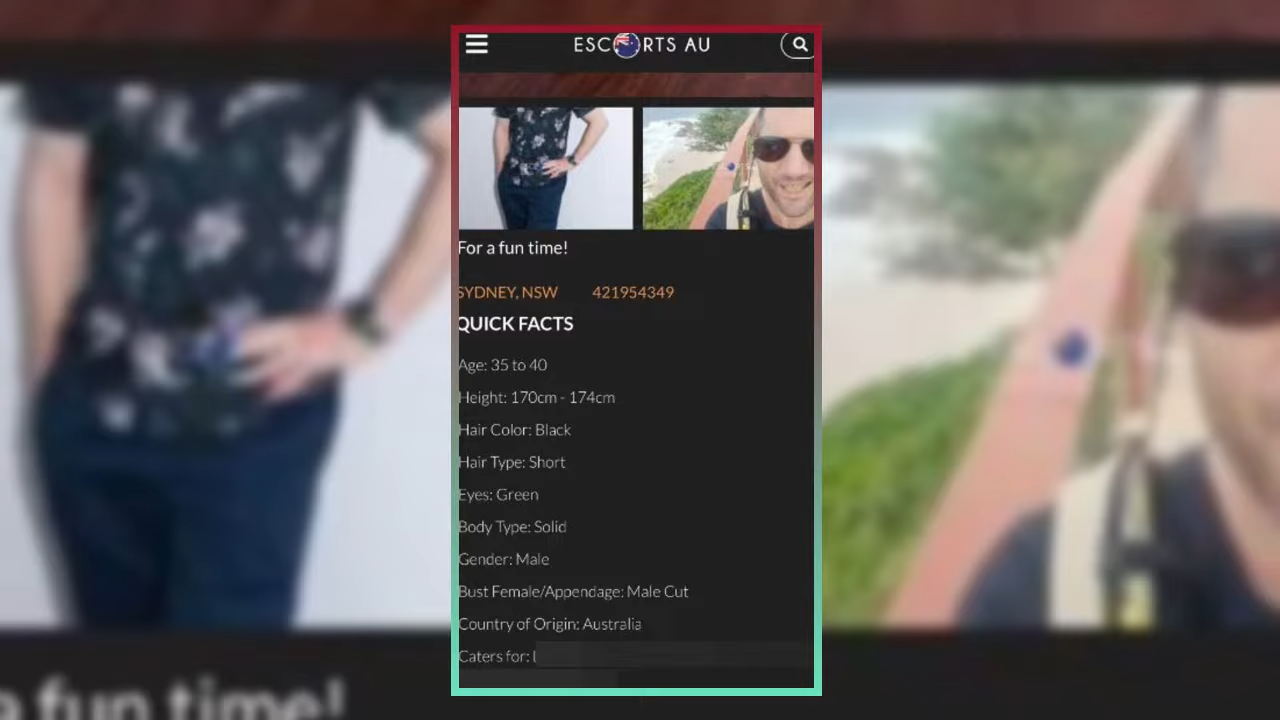 ESCORTS AU
For a fun time!
SYDNEY, NSW 421954349
QUICK FACTS
Age: 35 to 40
Height: 170cm - 174cm
Hair Color: Black
Hair Type: Short
Eyes: Green
Body Type: Solid
Gender: Male
Bust Female/Appendage: Male Cut
Country of Origin: Australia
Caters for:
a fun time!